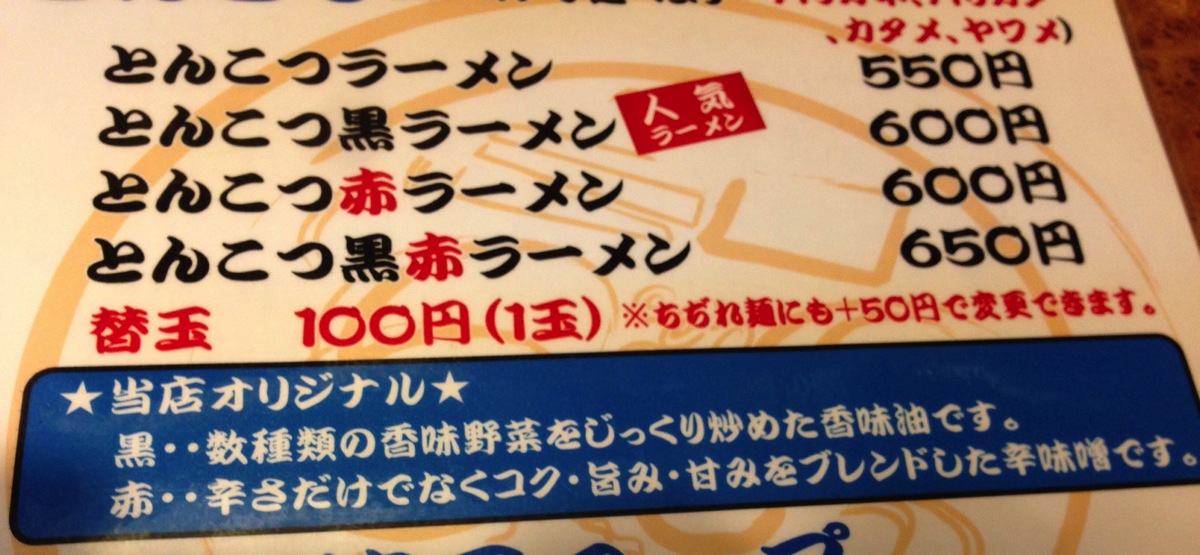 、カタメ、ヤワメ)
とんこつラーメン 550円
とんこつ黒ラーメン 600円
人気
ラーメン
とんこつ赤ラーメン 600円
とんこつ黒赤ラーメン 650円
替玉 100円(1玉) ※ちぢれ麺にも+50円で変更できます。
★当店オリジナル★
黒・・数種類の香味野菜をじっくり炒めた香味油です。
赤・・辛さだけでなくコク・旨み・甘みをブレンドした辛味噌です。